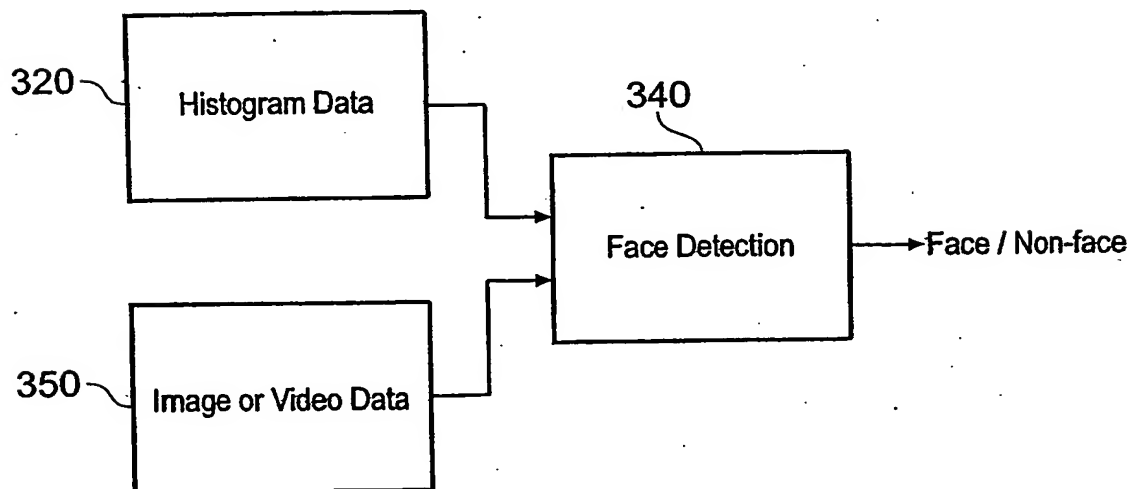 320
Histogram Data
340
Face Detection
Face / Non-face
350
Image or Video Data